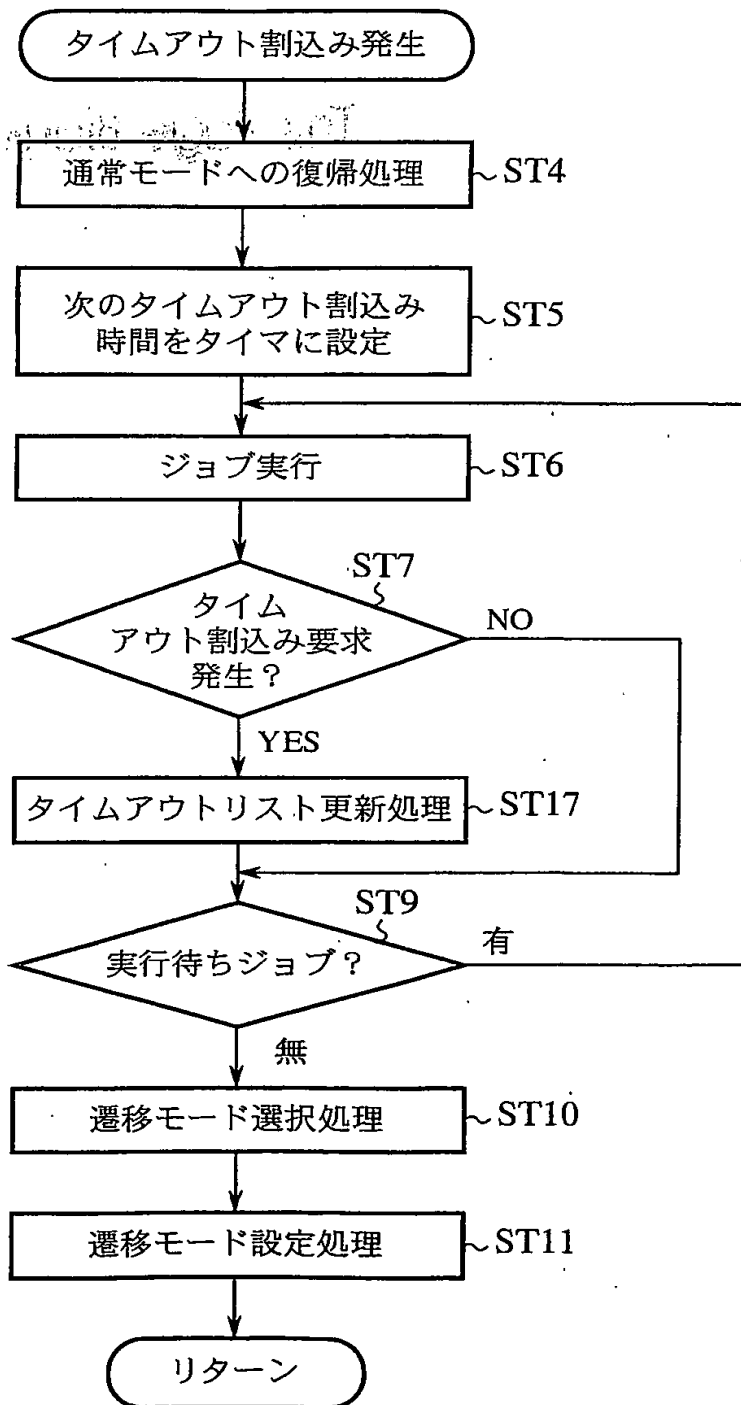 タイムアウト割込み発生
通常モードへの復帰処理
~ST4
次のタイムアウト割込み
時間をタイマに設定
~ST5
ジョブ実行
~ST6
ST7
タイム
アウト割込み要求
発生？
NO
YES
タイムアウトリスト更新処理
~ST17
ST9
実行待ちジョブ？
有
無
遷移モード選択処理
~ST10
遷移モード設定処理
~ST11
リターン